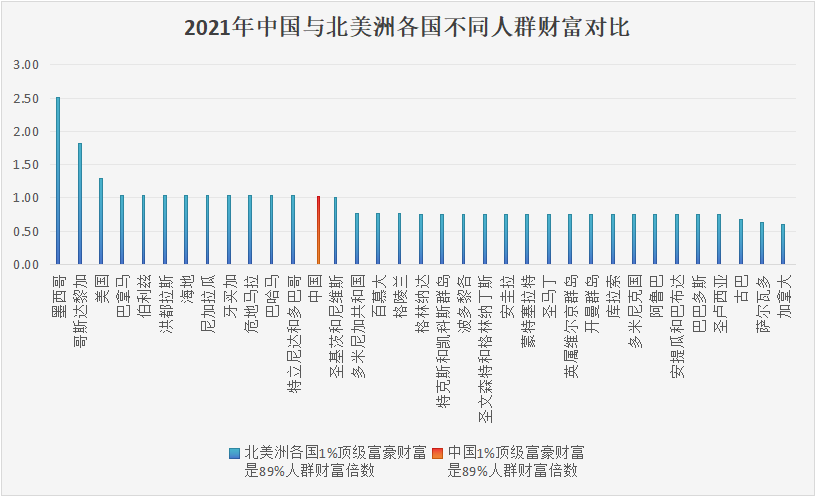 2021年中国与北美洲各国不同人群财富对比
3.00
2.50
2.00
1.50
1.00
0.50
0.00
墨西哥
哥斯达黎加
美国
巴拿马
伯利兹
洪都拉斯
海地
尼加拉瓜
牙买加
危地马拉
巴哈马
特立尼达和多巴哥
中国
圣基茨和尼维斯
多米尼加共和国
百慕大
格陵兰
格林纳达
特克斯和凯科斯群岛
波多黎各
圣文森特和格林纳丁斯
安圭拉
蒙特塞拉特
圣马丁
英属维尔京群岛
开曼群岛
库拉索
多米尼克国
阿鲁巴
安提瓜和巴布达
巴巴多斯
圣卢西亚
古巴
萨尔瓦多
加拿大
北美洲各国1%顶级富豪财富
是89%人群财富倍数
中国1%顶级富豪财富
是89%人群财富倍数